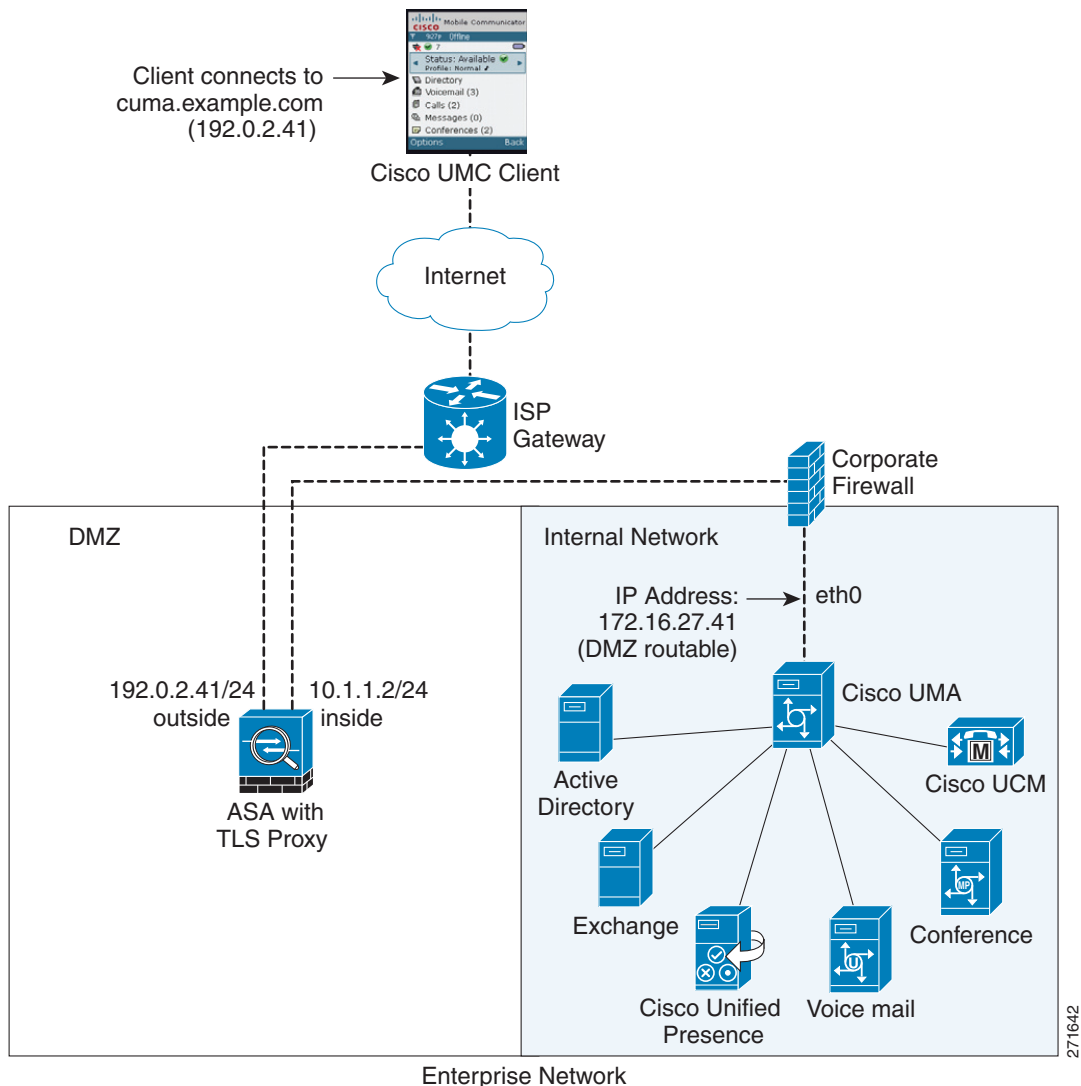 Client connects to
cuma.example.com
(192.0.2.41)
CISCO Mobile Communicator
Offline
7
Status: Available
Profile: Normal
Directory
Voicemail (3)
Calls (2)
Messages (0)
Conferences (2)
Options Back
Cisco UMC Client
Internet
ISP
Gateway
Corporate
Firewall
DMZ
Internal Network
IP Address:
172.16.27.41
(DMZ routable)
eth0
192.0.2.41/24
outside
10.1.1.2/24
inside
ASA with
TLS Proxy
Cisco UMA
Active
Directory
M
Cisco UCM
Exchange
MP
Conference
Cisco Unified
Presence
U
Voice mail
271642
Enterprise Network